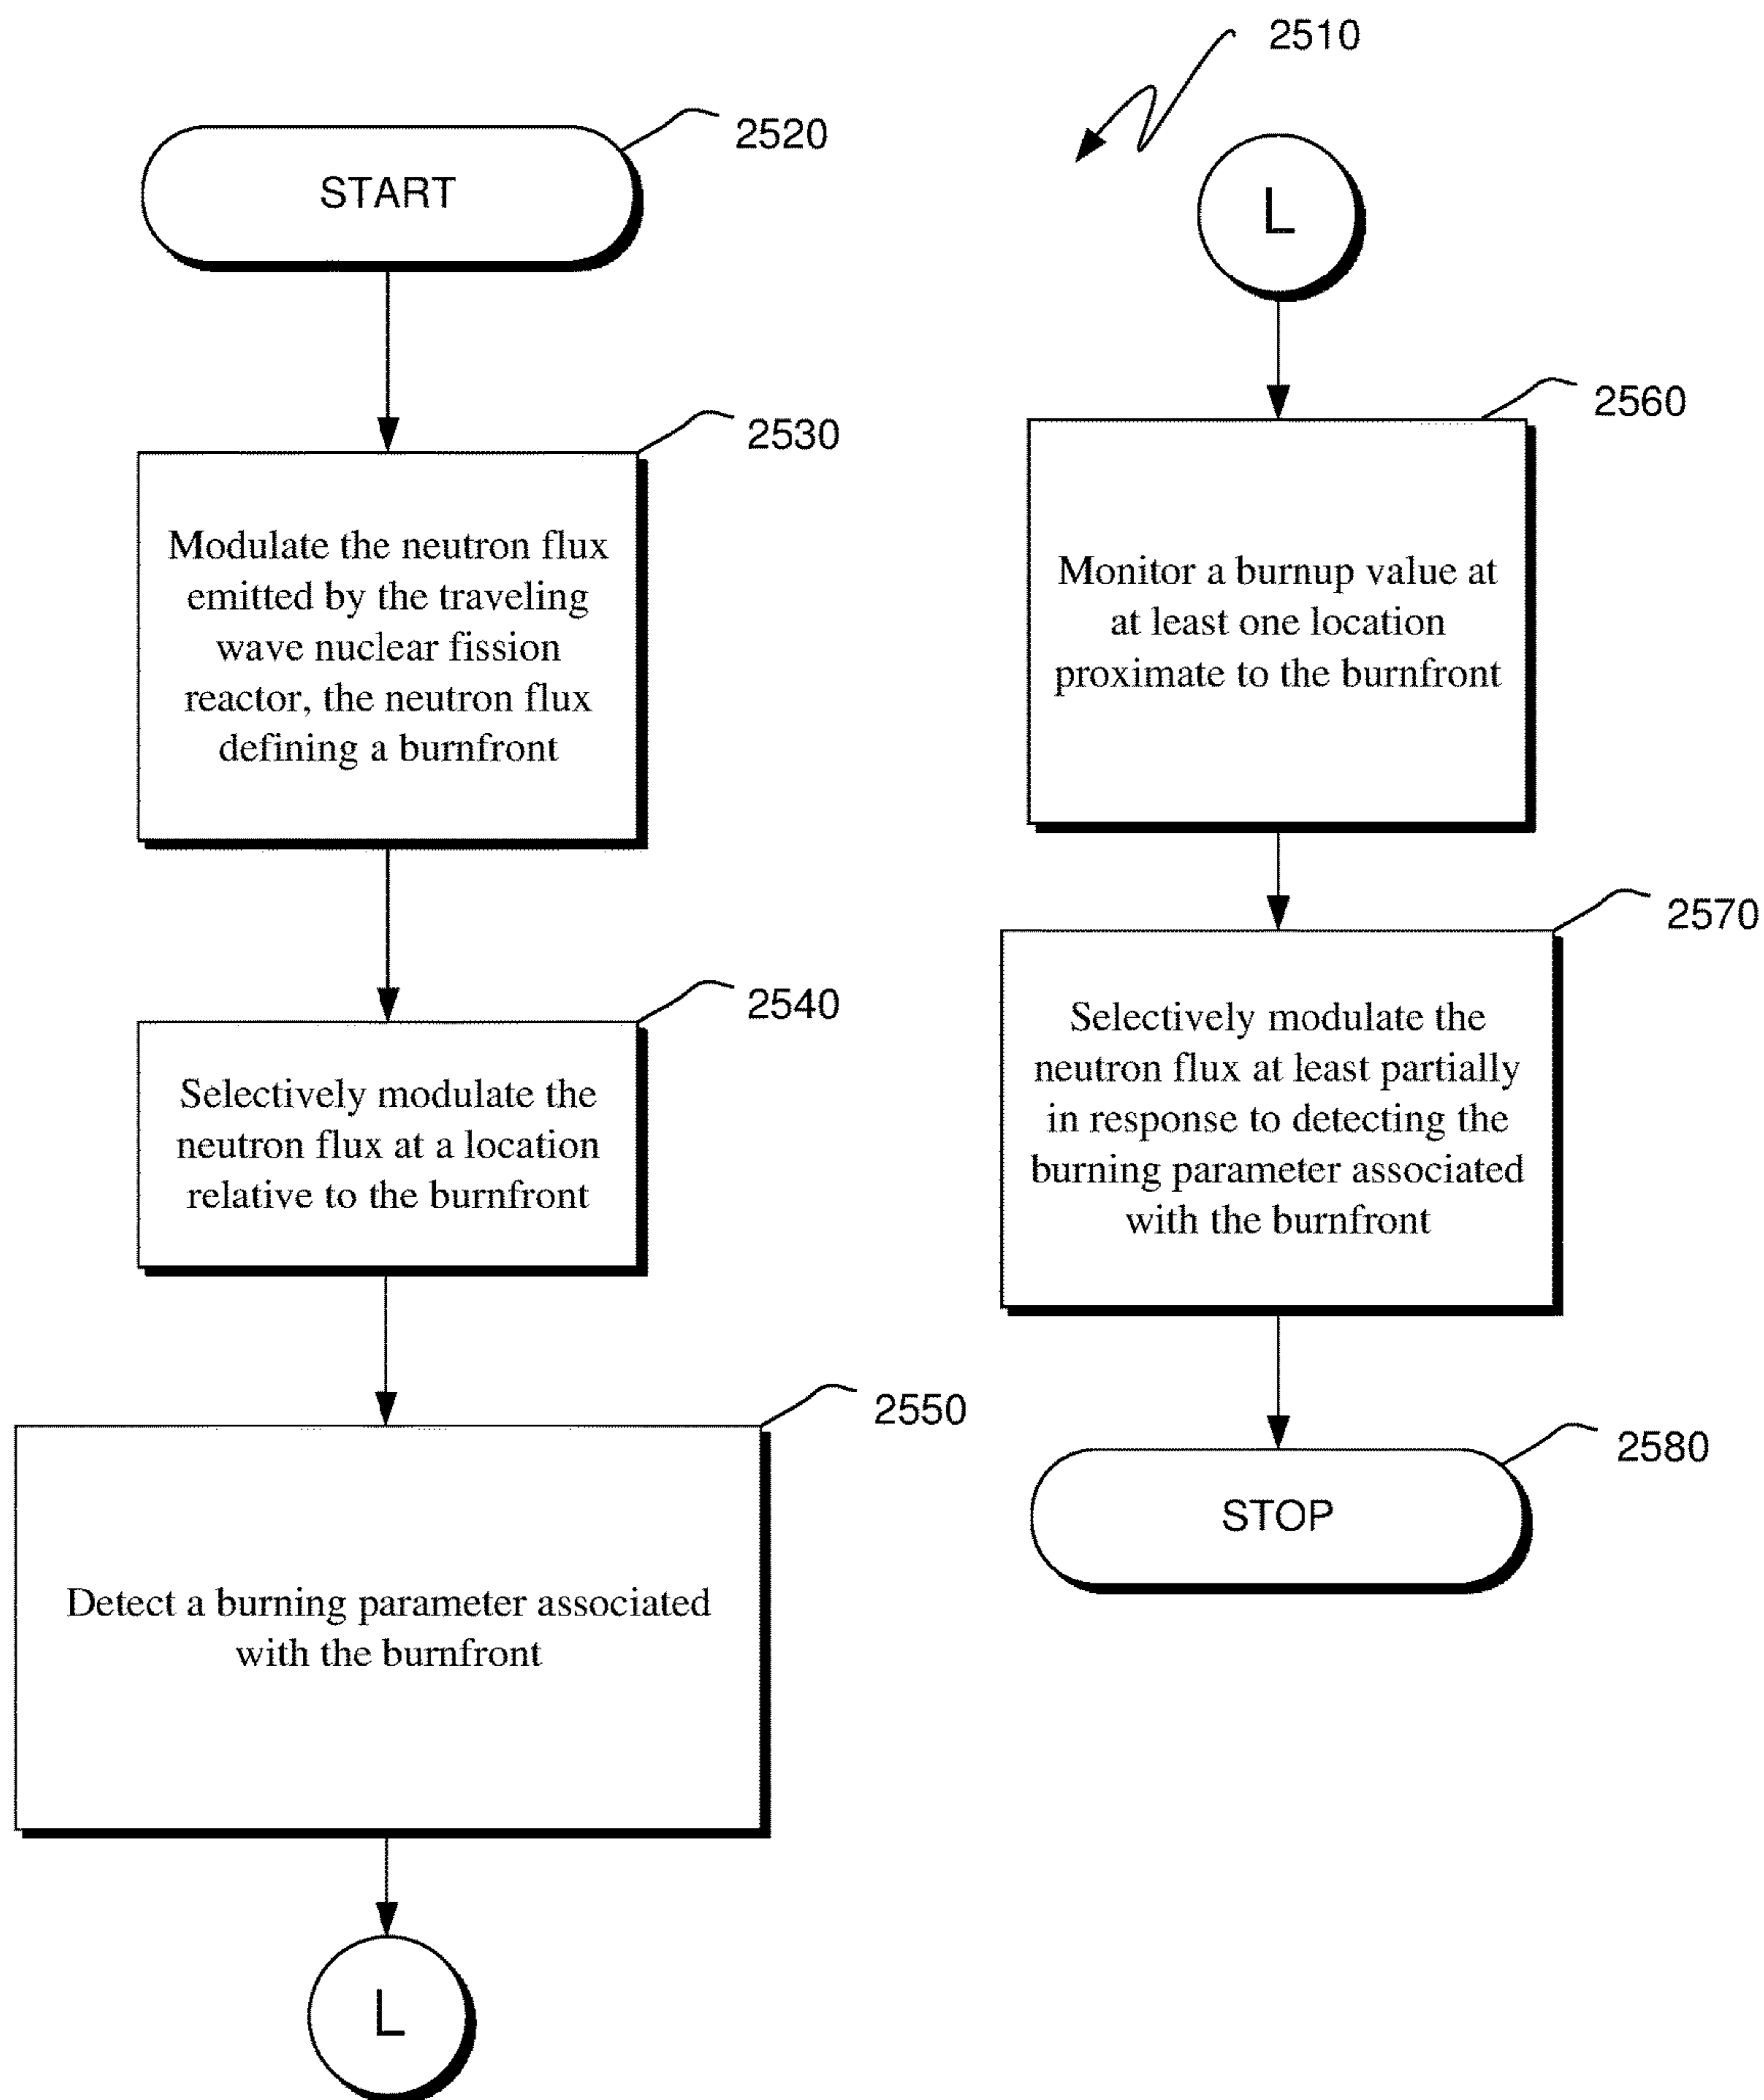 START
2520
Modulate the neutron flux
emitted by the traveling
wave nuclear fission
reactor, the neutron flux
defining a burnfront
2530
Selectively modulate the
neutron flux at a location
relative to the burnfront
2540
Detect a burning parameter associated
with the burnfront
2550
L
2510
L
Monitor a burnup value at
at least one location
proximate to the burnfront
2560
Selectively modulate the
neutron flux at least partially
in response to detecting the
burning parameter associated
with the burnfront
2570
STOP
2580